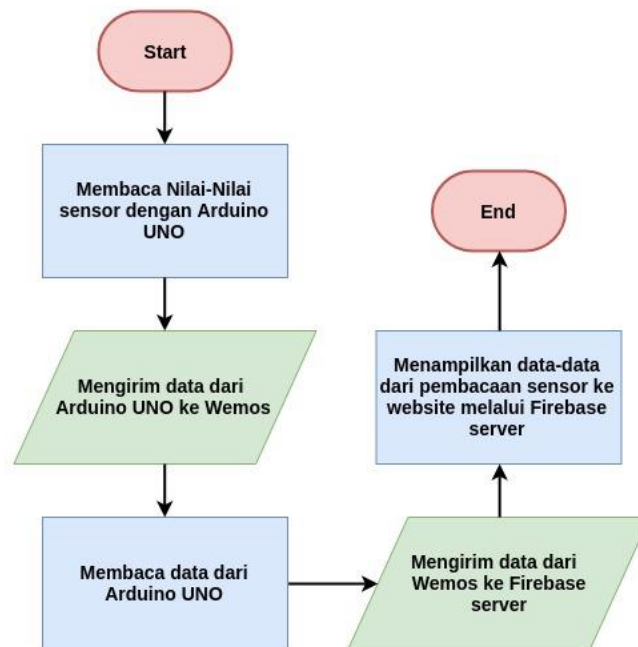 Start
Membaca Nilai-Nilai
sensor dengan Arduino
UNO
Mengirim data dari
Arduino UNO ke Wemos
Membaca data dari
Arduino UNO
Mengirim data dari
Wemos ke Firebase
server
Menampilkan data-data
dari pembacaan sensor ke
website melalui Firebase
server
End